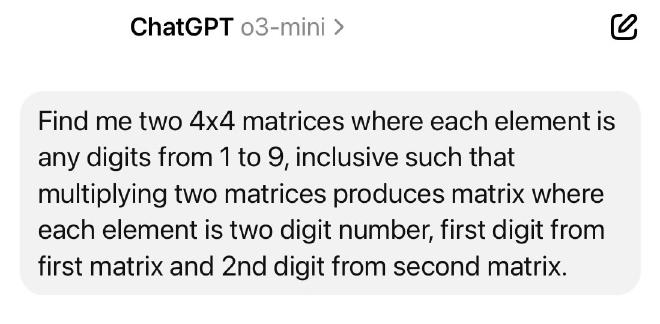 ChatGPT o3-mini >
Find me two 4x4 matrices where each element is
any digits from 1 to 9, inclusive such that
multiplying two matrices produces matrix where
each element is two digit number, first digit from
first matrix and 2nd digit from second matrix.